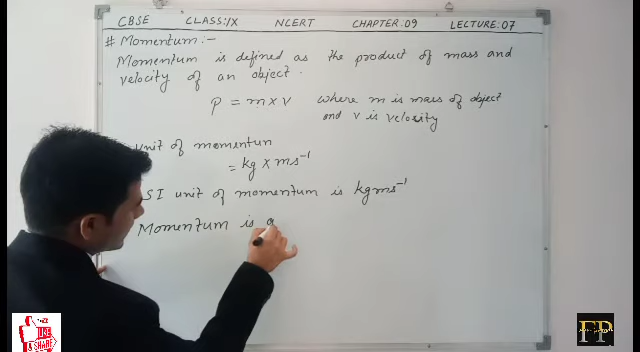 CBSE CLASS:IX NCERT CHAPTER:09 LECTURE:07
# Momentum:-
Momentum is defined as the product of mass and
velocity of an object.
P = m x v where m is mass of object
and v is velocity
unit of momentum
= kg x ms⁻¹
SI unit of momentum is kgms⁻¹
Momentum is a
LIKE
& SHARE
FP